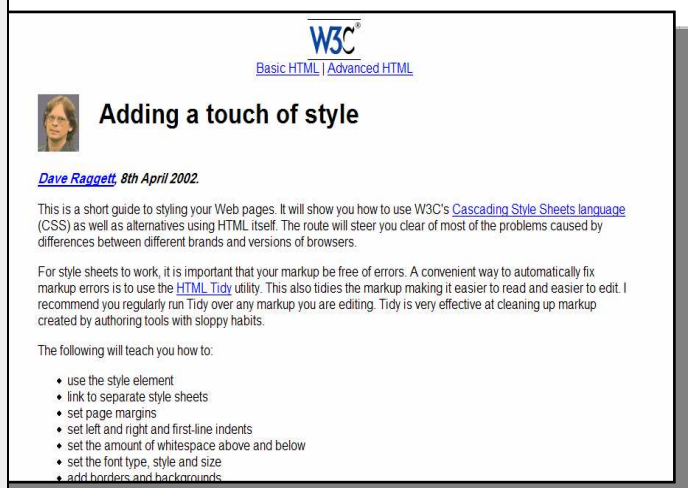 W3C®
Basic HTML | Advanced HTML
Adding a touch of style
Dave Raggett, 8th April 2002.
This is a short guide to styling your Web pages. It will show you how to use W3C's Cascading Style Sheets language
(CSS) as well as alternatives using HTML itself. The route will steer you clear of most of the problems caused by
differences between different brands and versions of browsers.
For style sheets to work, it is important that your markup be free of errors. A convenient way to automatically fix
markup errors is to use the HTML Tidy utility. This also tidies the markup making it easier to read and easier to edit. I
recommend you regularly run Tidy over any markup you are editing. Tidy is very effective at cleaning up markup
created by authoring tools with sloppy habits.
The following will teach you how to:
• use the style element
• link to separate style sheets
• set page margins
• set left and right and first-line indents
• set the amount of whitespace above and below
• set the font type, style and size
• add borders and backgrounds